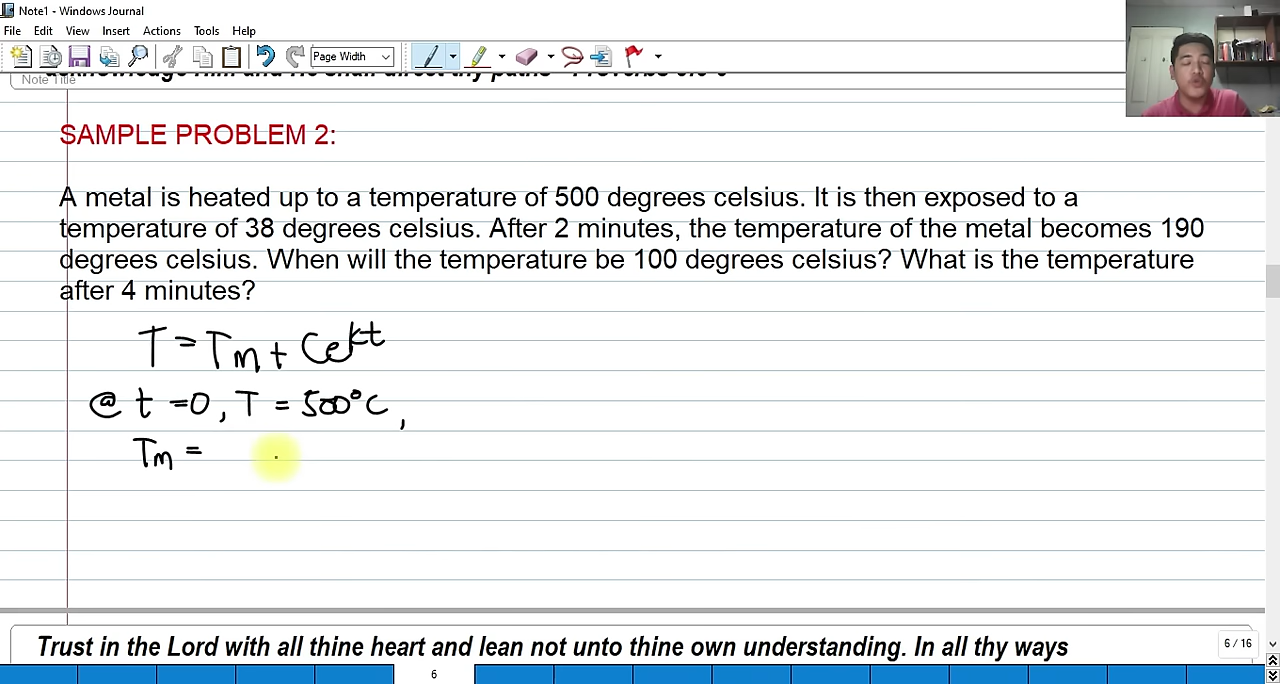 Note1 - Windows Journal
File Edit View Insert Actions Tools Help
Page Width
Note Title
SAMPLE PROBLEM 2:
A metal is heated up to a temperature of 500 degrees celsius. It is then exposed to a
temperature of 38 degrees celsius. After 2 minutes, the temperature of the metal becomes 190
degrees celsius. When will the temperature be 100 degrees celsius? What is the temperature
after 4 minutes?
T = Tm + Ce^kt
@ t = 0, T = 500°C,
Tm =
Trust in the Lord with all thine heart and lean not unto thine own understanding. In all thy ways
6 / 16
6